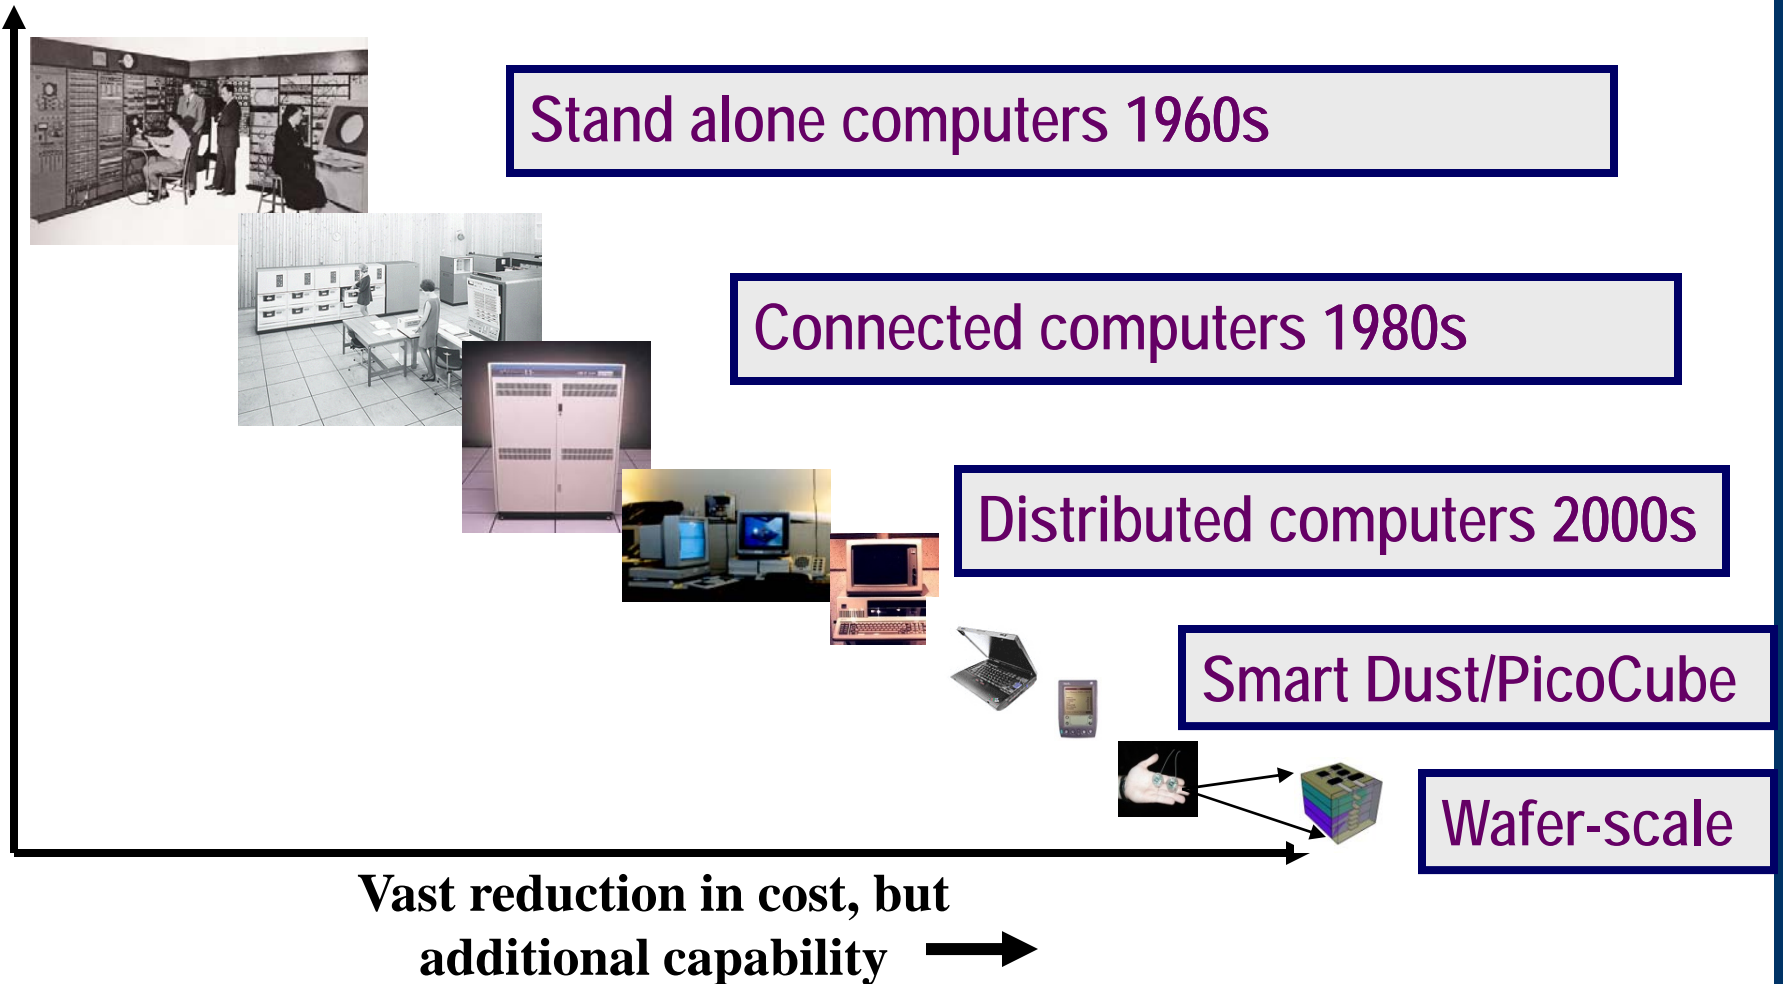 Stand alone computers 1960s
Connected computers 1980s
Distributed computers 2000s
Smart Dust/PicoCube
Wafer-scale
Vast reduction in cost, but
additional capability